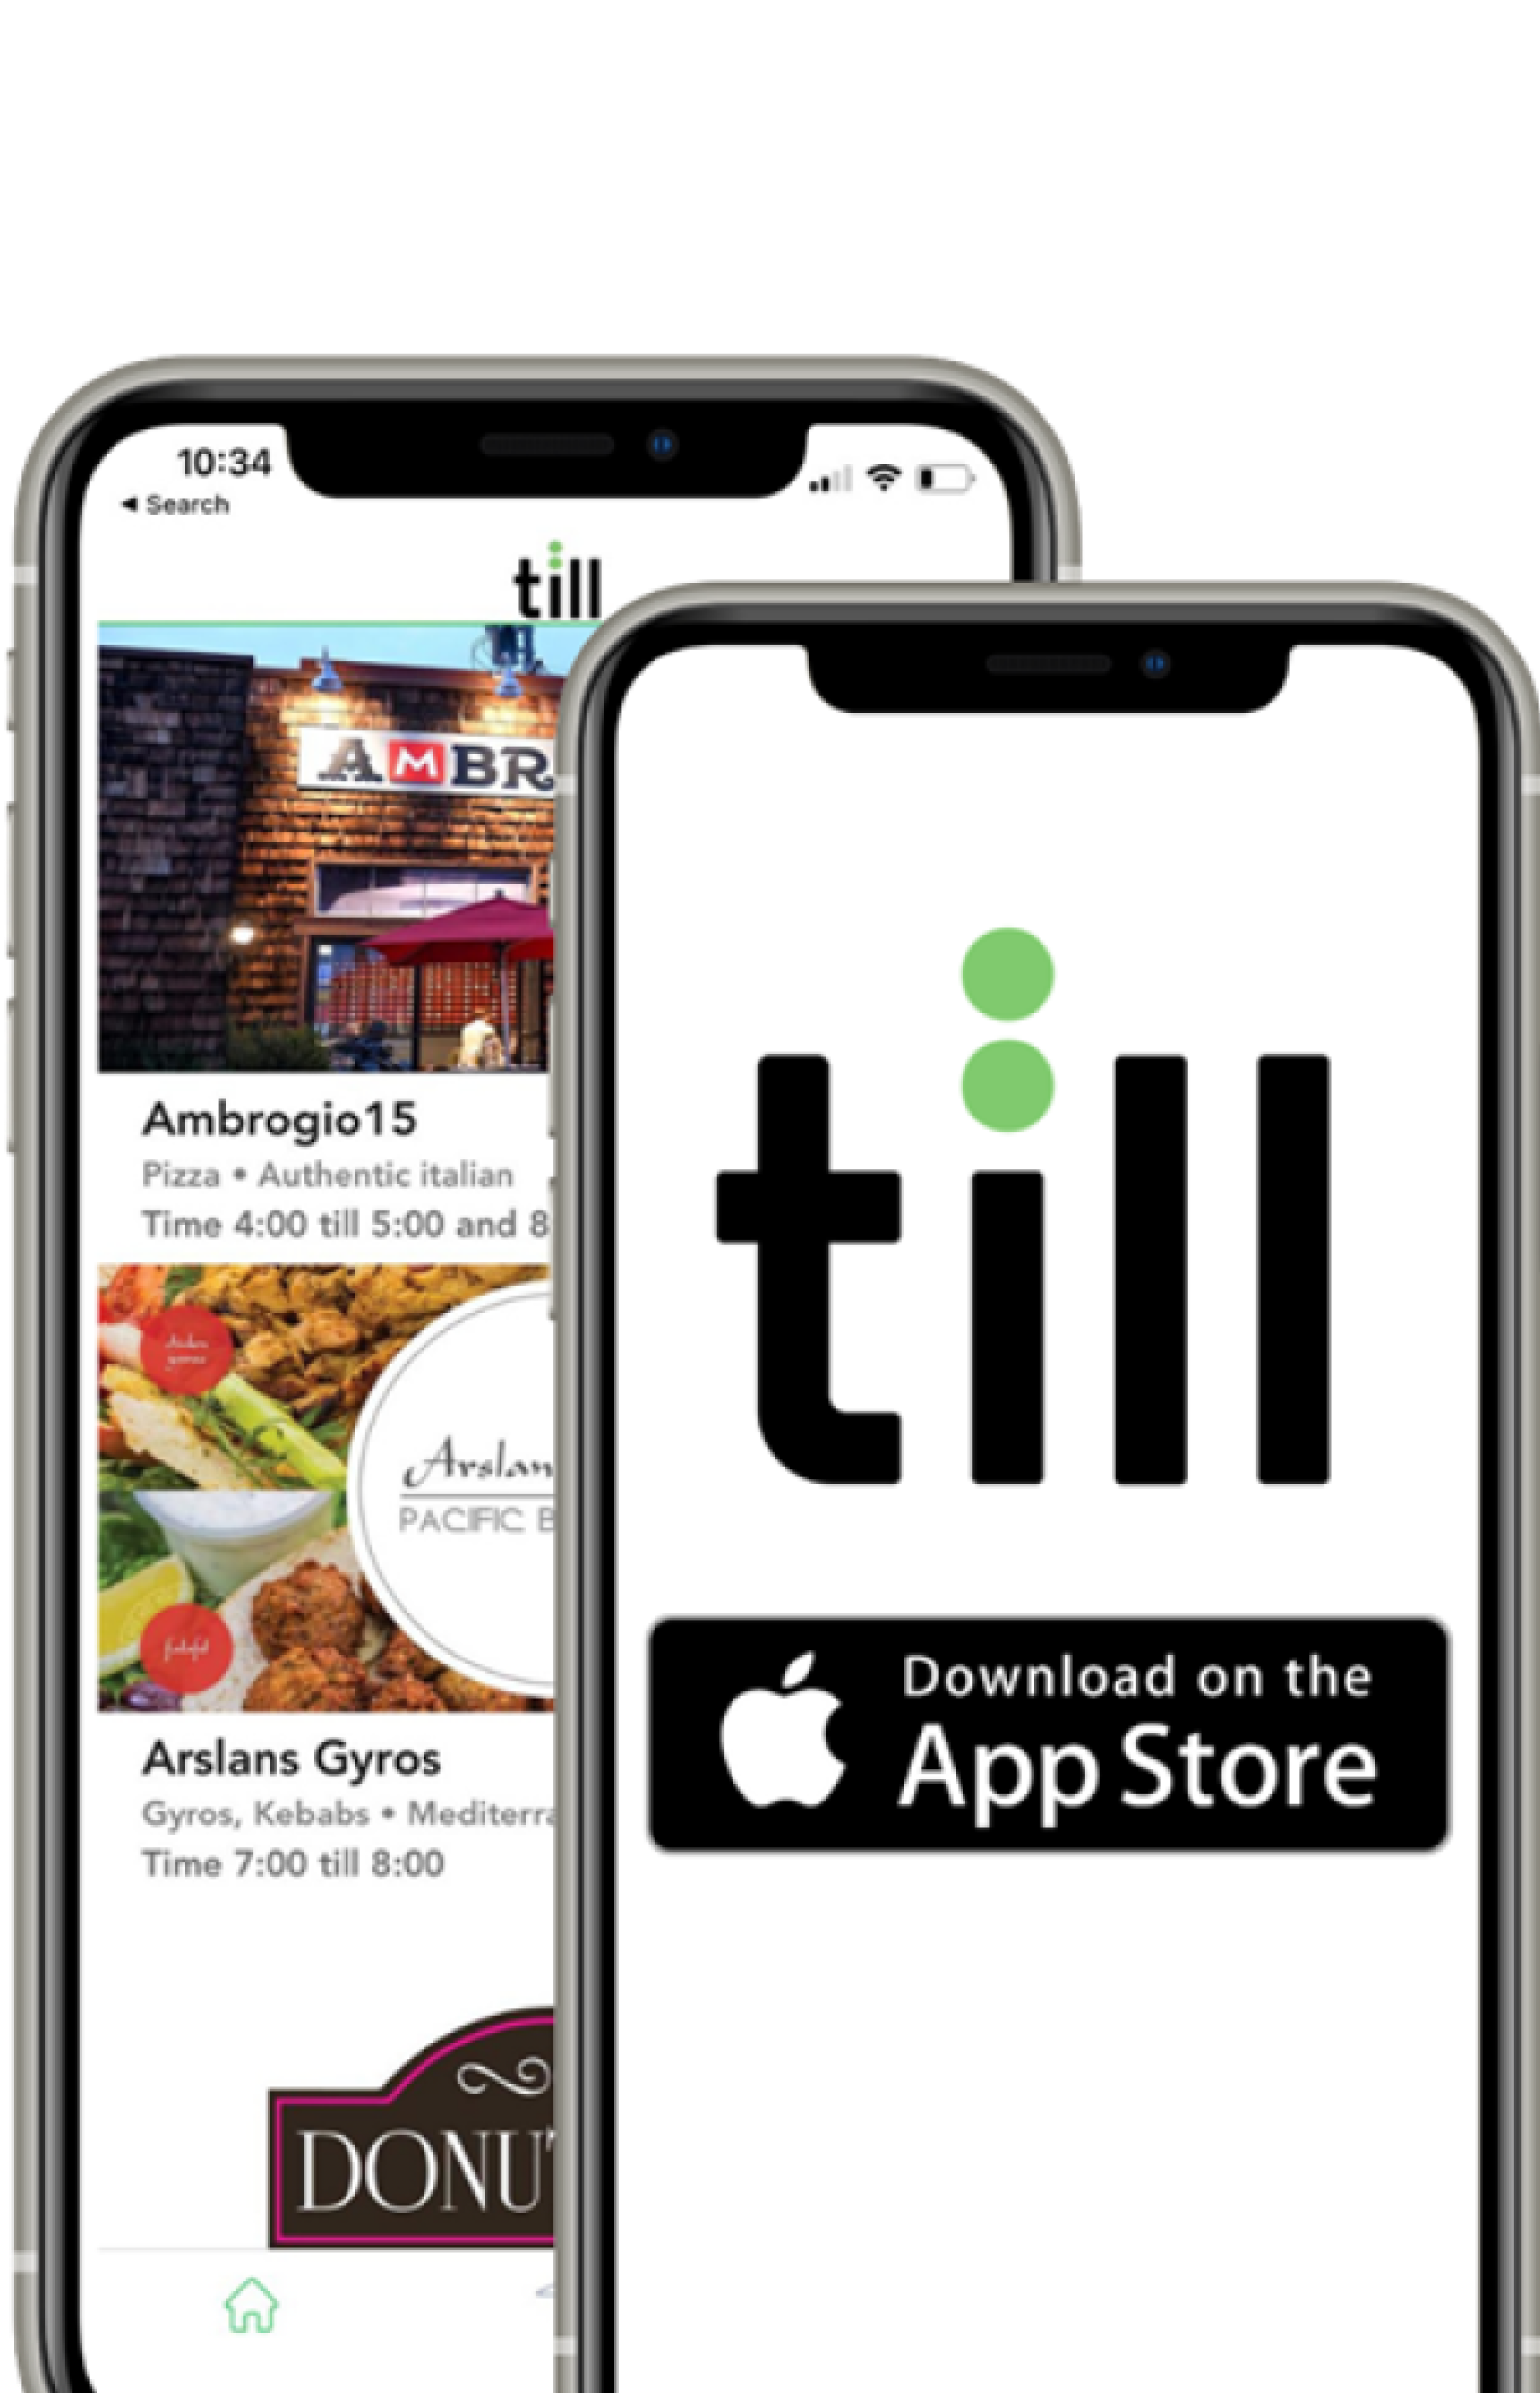 10:34
◀ Search
till
AMBR
Ambrogio15
Pizza • Authentic italian
Time 4:00 till 5:00 and 8
Arslan
PACIFIC B
falafel
Arslans Gyros
Gyros, Kebabs • Mediterra
Time 7:00 till 8:00
DONU
till
Download on the
App Store